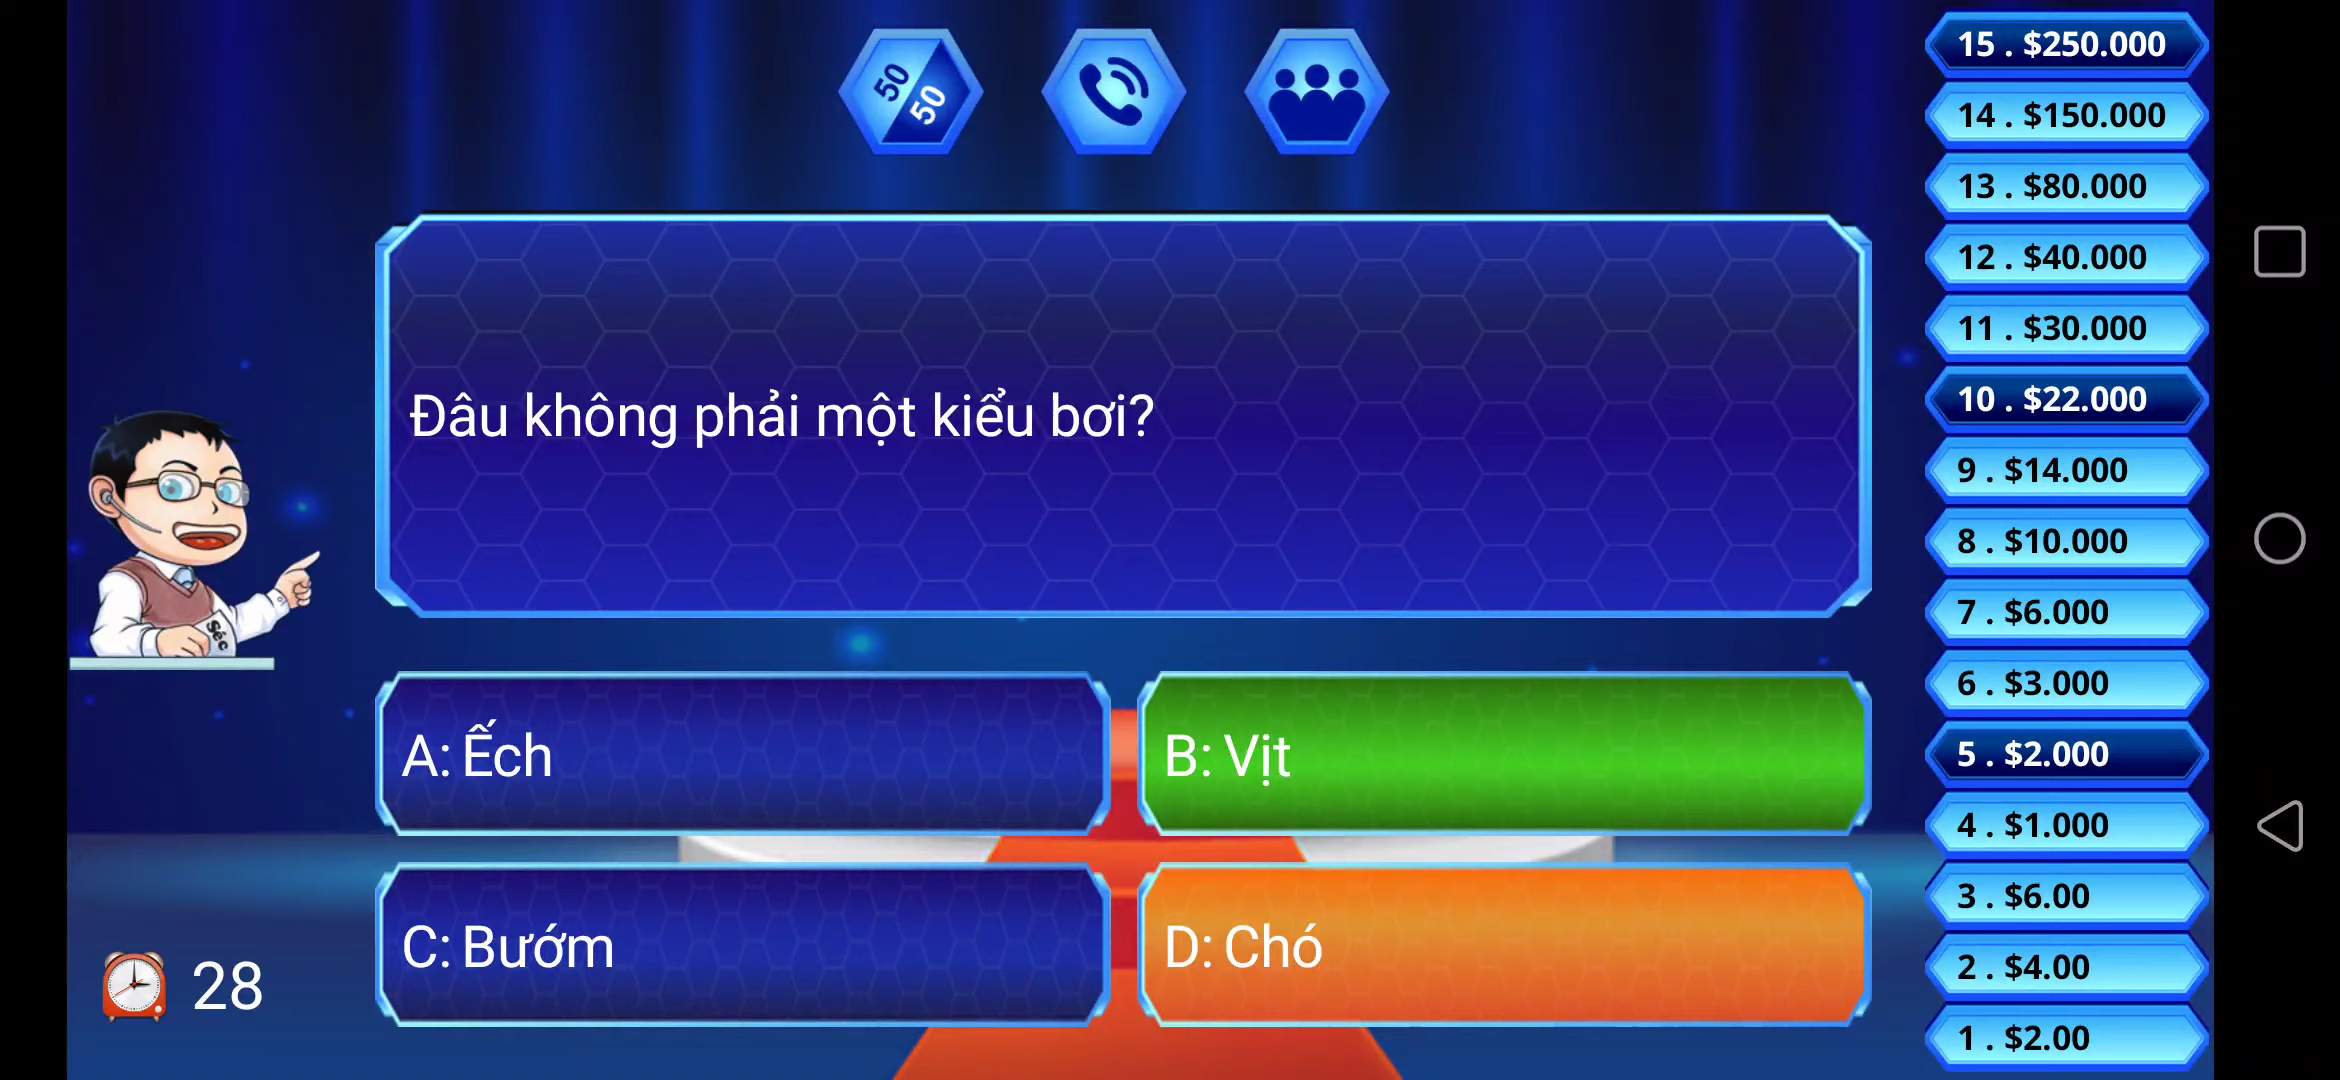 50
50
15 . $250.000
14 . $150.000
13 . $80.000
12 . $40.000
11 . $30.000
10 . $22.000
9 . $14.000
8 . $10.000
7 . $6.000
6 . $3.000
5 . $2.000
4 . $1.000
3 . $6.00
2 . $4.00
1 . $2.00
Đâu không phải một kiểu bơi?
Séc
A: Ếch
B: Vịt
C: Bướm
D: Chó
28